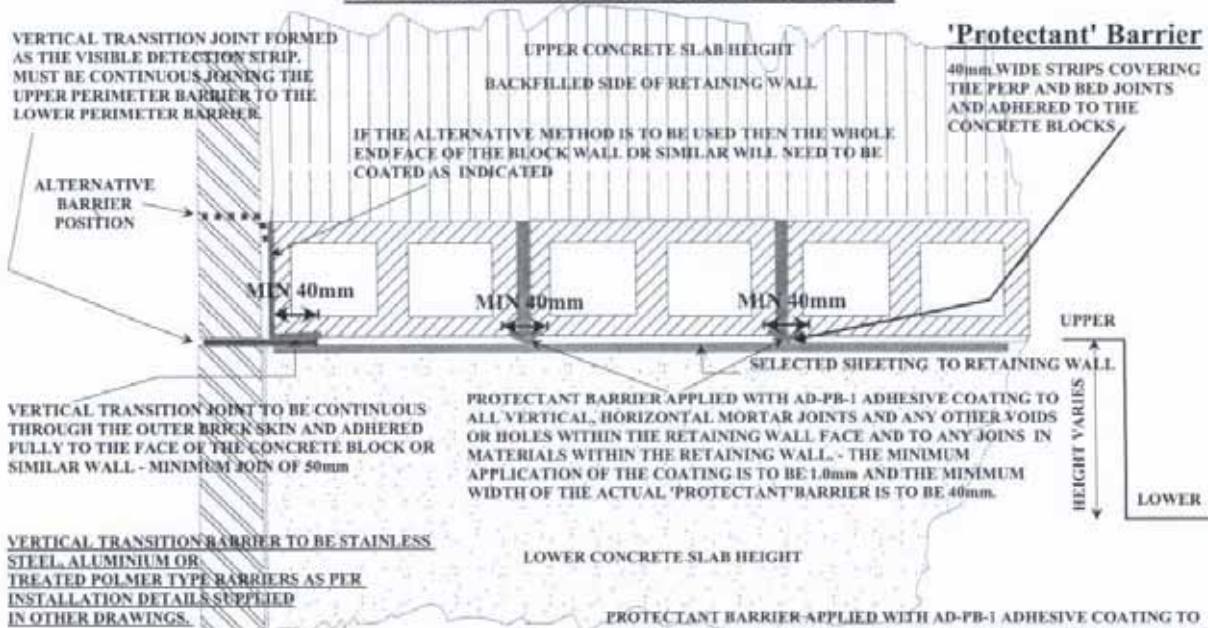 VERTICAL TRANSITION JOINT FORMED
AS THE VISIBLE DETECTION STRIP.
MUST BE CONTINUOUS JOINING THE
UPPER PERIMETER BARRIER TO THE
LOWER PERIMETER BARRIER.
UPPER CONCRETE SLAB HEIGHT
BACKFILLED SIDE OF RETAINING WALL
'Protectant' Barrier
40mm WIDE STRIPS COVERING
THE PERP AND BED JOINTS
AND ADHERED TO THE
CONCRETE BLOCKS
IF THE ALTERNATIVE METHOD IS TO BE USED THEN THE WHOLE
END FACE OF THE BLOCK WALL OR SIMILAR WILL NEED TO BE
COATED AS INDICATED
ALTERNATIVE
BARRIER
POSITION
MIN 40mm
MIN 40mm
MIN 40mm
UPPER
SELECTED SHEETING TO RETAINING WALL
HEIGHT VARIES
LOWER
VERTICAL TRANSITION JOINT TO BE CONTINUOUS
THROUGH THE OUTER BRICK SKIN AND ADHERED
FULLY TO THE FACE OF THE CONCRETE BLOCK OR
SIMILAR WALL - MINIMUM JOIN OF 50mm
PROTECTANT BARRIER APPLIED WITH AD-PB-1 ADHESIVE COATING TO
ALL VERTICAL, HORIZONTAL MORTAR JOINTS AND ANY OTHER VOIDS
OR HOLES WITHIN THE RETAINING WALL FACE AND TO ANY JOINS IN
MATERIALS WITHIN THE RETAINING WALL. - THE MINIMUM
APPLICATION OF THE COATING IS TO BE 1.0mm AND THE MINIMUM
WIDTH OF THE ACTUAL 'PROTECTANT' BARRIER IS TO BE 40mm.
VERTICAL TRANSITION BARRIER TO BE STAINLESS
STEEL, ALUMINIUM OR
TREATED POLMER TYPE BARRIERS AS PER
INSTALLATION DETAILS SUPPLIED
IN OTHER DRAWINGS.
LOWER CONCRETE SLAB HEIGHT
PROTECTANT BARRIER APPLIED WITH AD-PB-1 ADHESIVE COATING TO